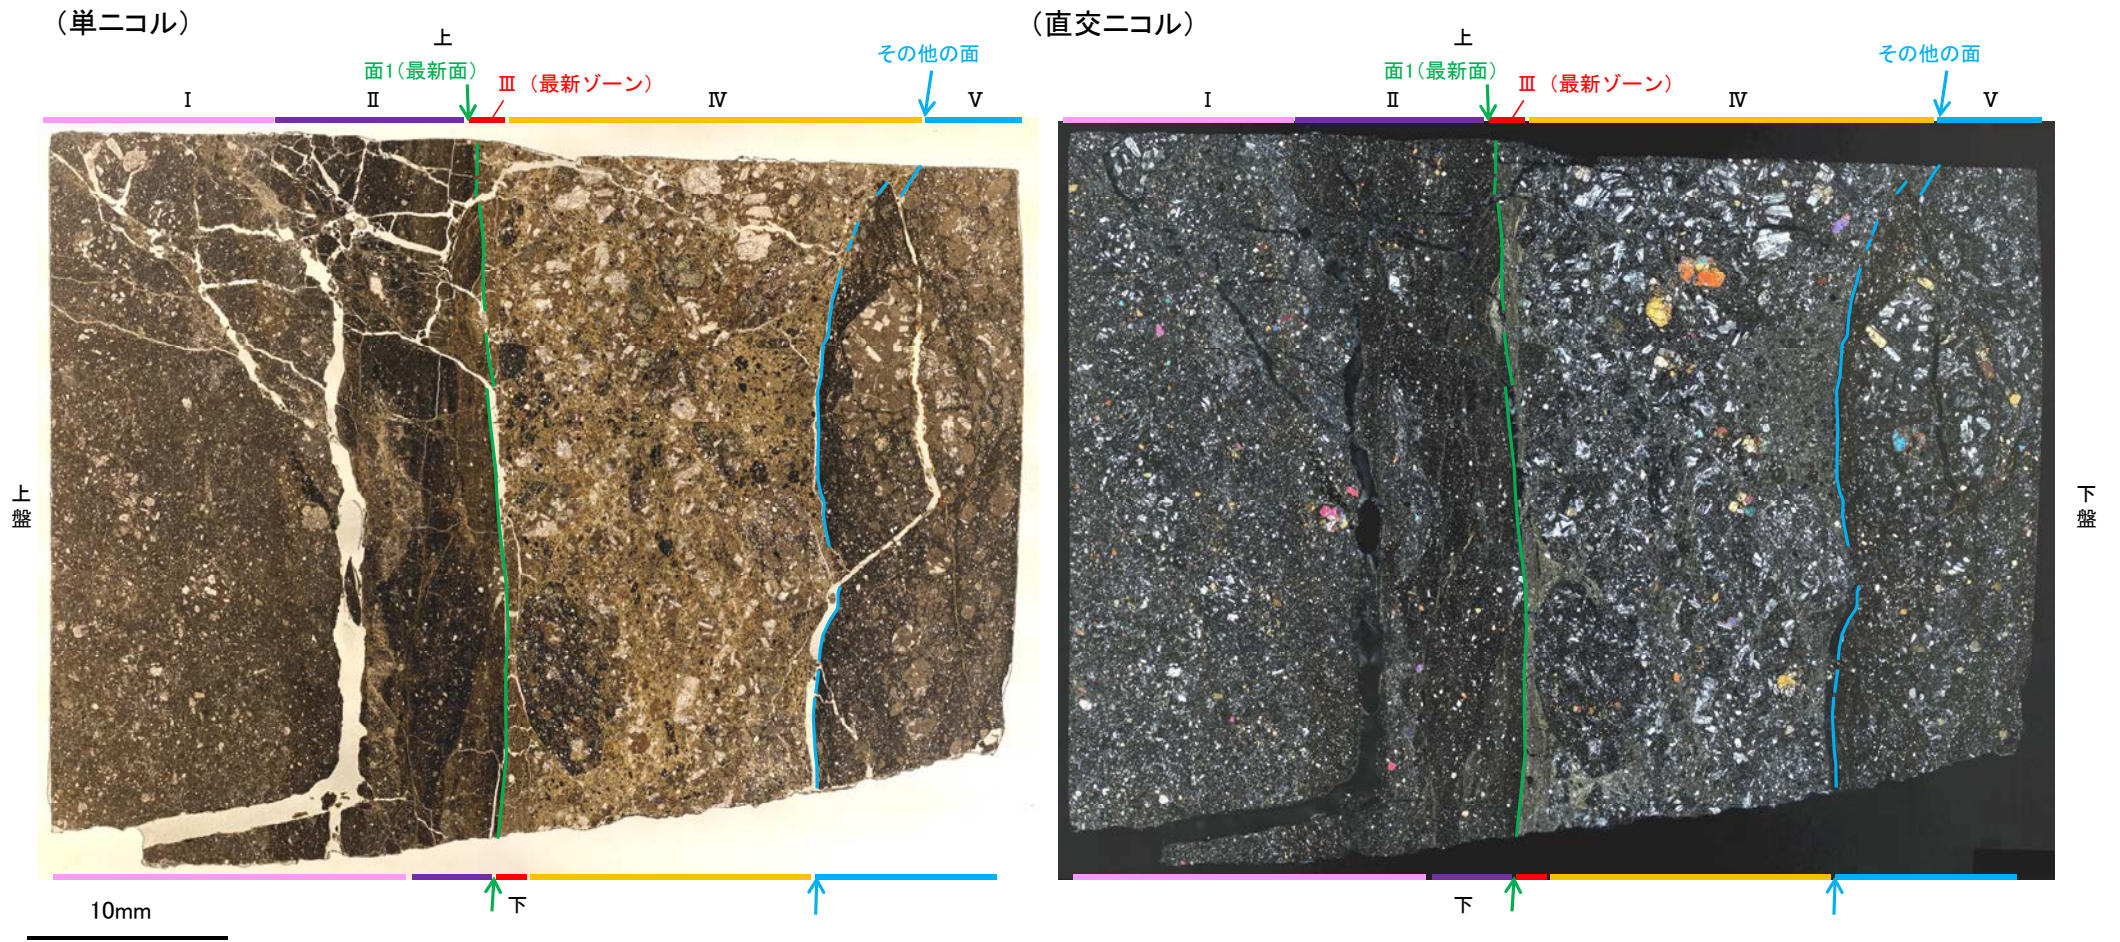 （単ニコル）
上
面1（最新面）
Ⅲ（最新ゾーン）
その他の面
Ⅰ
Ⅱ
Ⅳ
Ⅴ
上盤
下
10mm
（直交ニコル）
上
面1（最新面）
Ⅲ（最新ゾーン）
その他の面
Ⅰ
Ⅱ
Ⅳ
Ⅴ
下盤
下